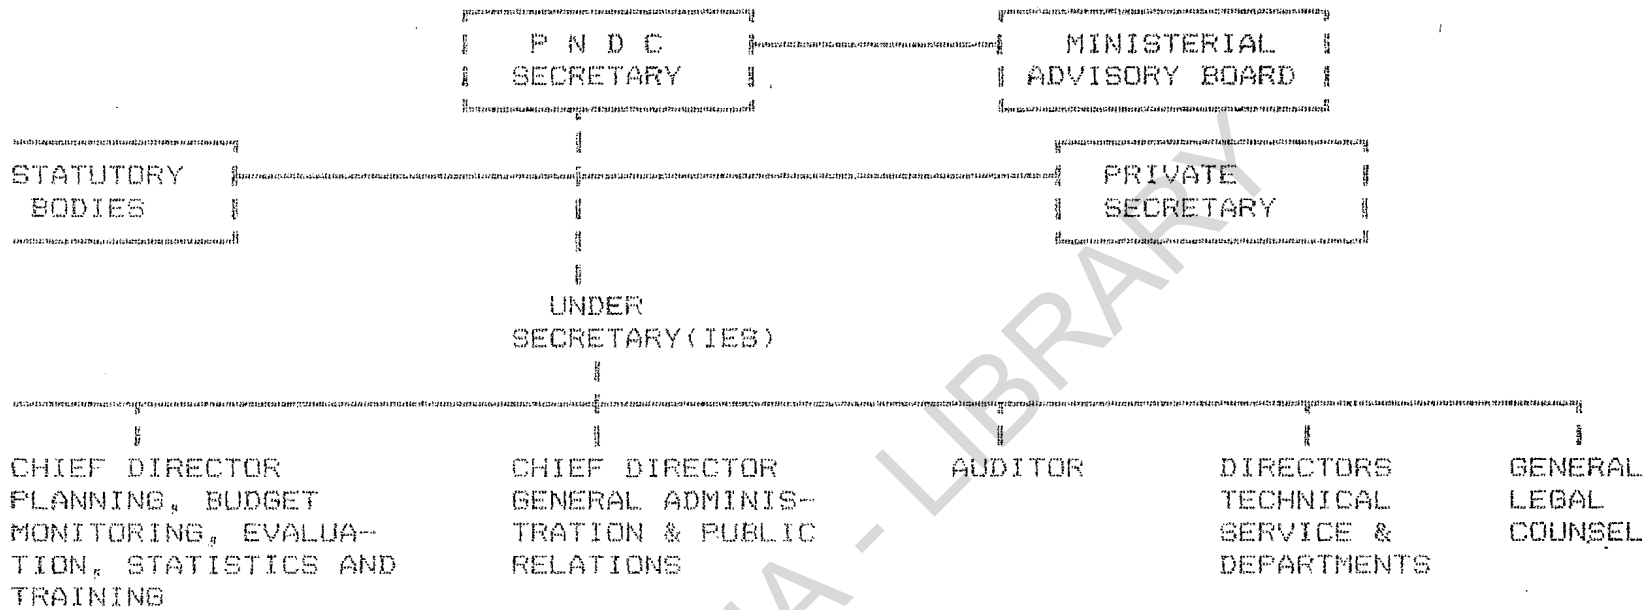 P N D C
SECRETARY
MINISTERIAL
ADVISORY BOARD
STATUTORY
BODIES
PRIVATE
SECRETARY
UNDER
SECRETARY(IES)
CHIEF DIRECTOR
PLANNING, BUDGET
MONITORING, EVALUA-
TION, STATISTICS AND
TRAINING
CHIEF DIRECTOR
GENERAL ADMINIS-
TRATION & PUBLIC
RELATIONS
AUDITOR
DIRECTORS
TECHNICAL
SERVICE &
DEPARTMENTS
GENERAL
LEGAL
COUNSEL
- LIBRARY